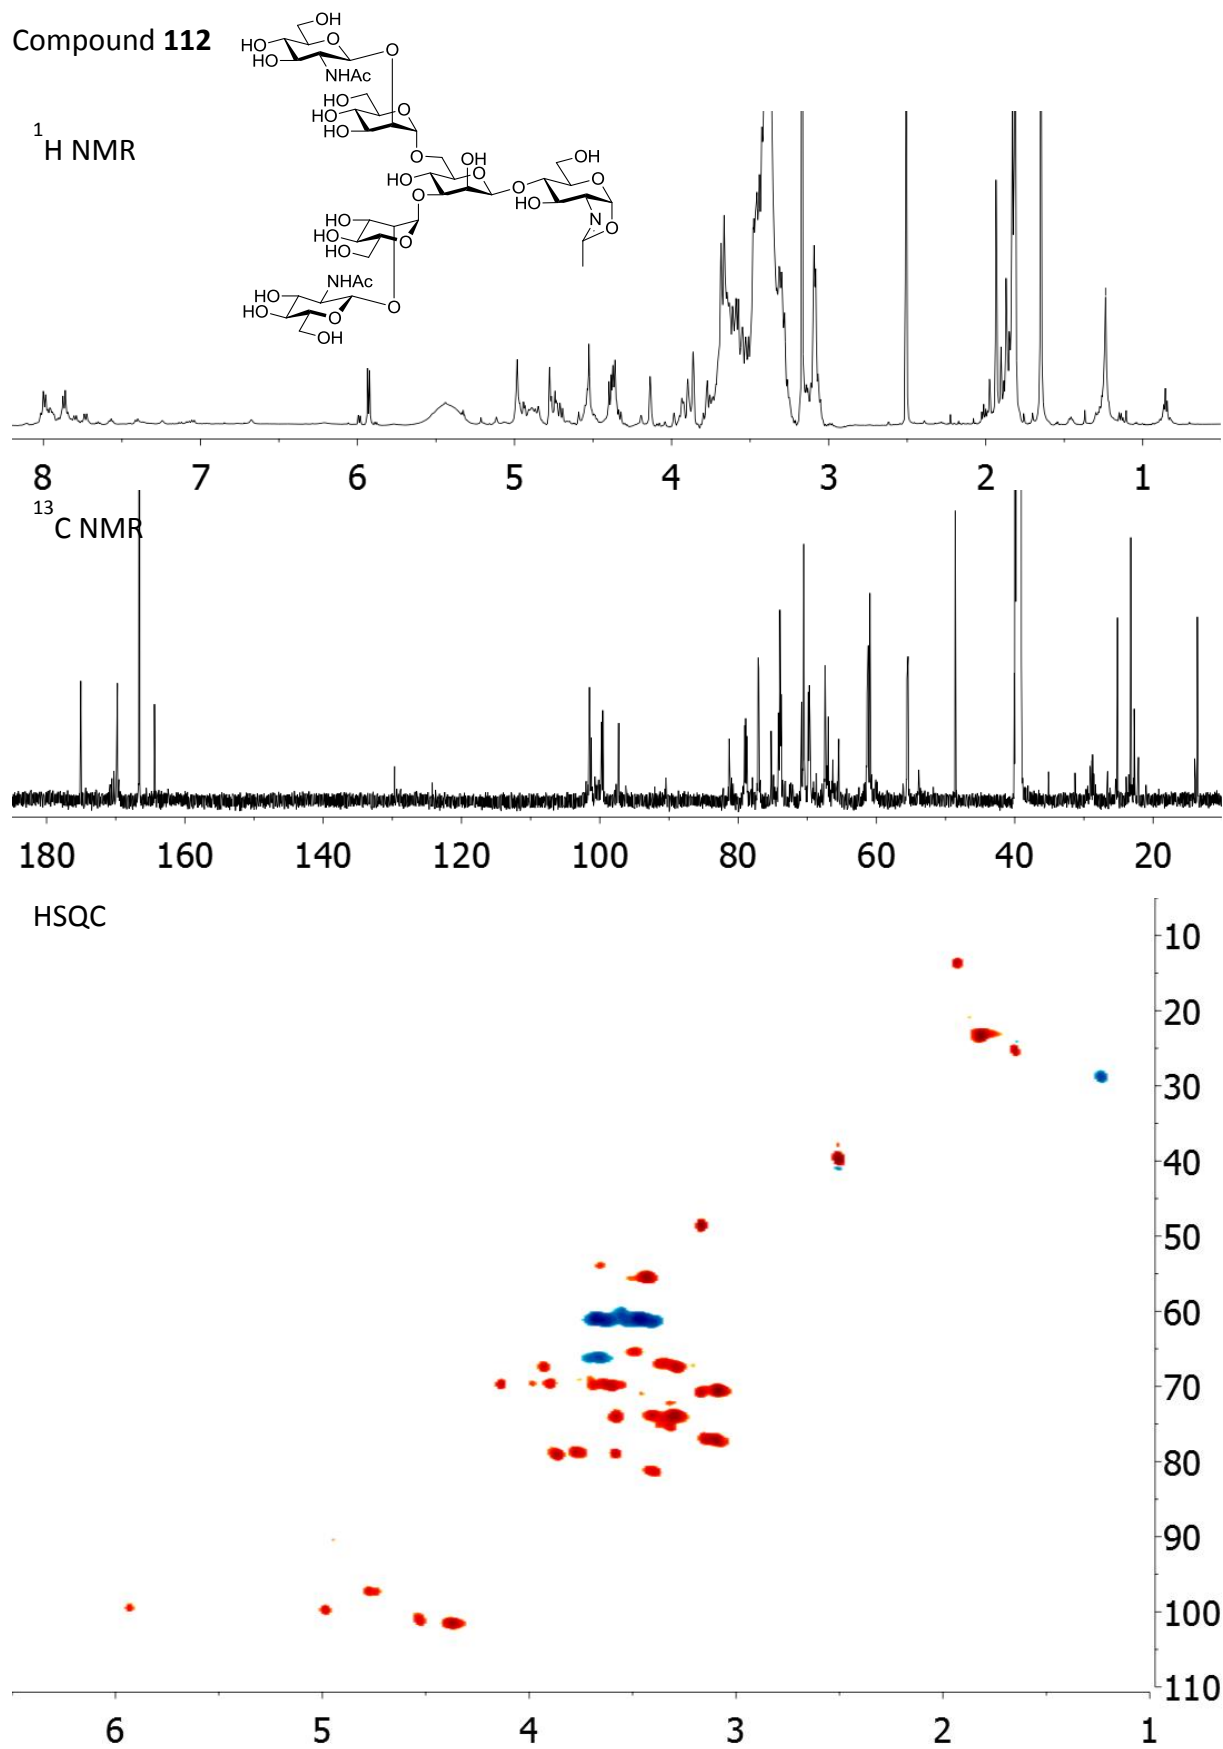 Compound 112
OH
HO
O
O
HO
NHAc
HO
HO
O
HO
O
OH
OH
HO
O
O
O
O
HO
N
O
HO
HO
O
HO
NHAc
HO
O
HO
O
OH
1H NMR
8 7 6 5 4 3 2 1
13C NMR
180 160 140 120 100 80 60 40 20
HSQC
10
20
30
40
50
60
70
80
90
100
110
6 5 4 3 2 1